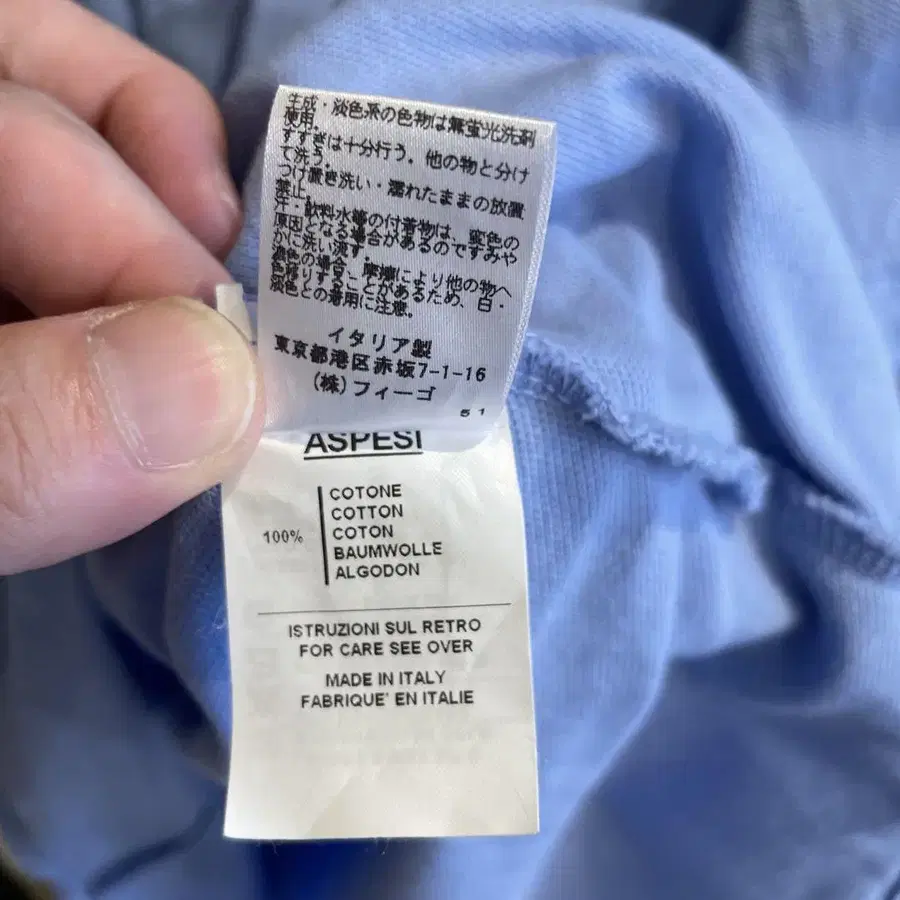 生成・淡色系の色物は無蛍光洗剤
使用。
すすぎは十分行う。他の物と分け
て洗う。
つけ置き洗い・濡れたままの放置
禁止。
汗・飲料水等の付着物は、変色の
原因となる場合があるのですみや
かに洗い流す。
濃色の場合、摩擦により他の物へ
色移りすることがあるため、白・
淡色との着用に注意。
イタリア製
東京都港区赤坂7-1-16
(株)フィーゴ
51
ASPESI
100%
COTONE
COTTON
COTON
BAUMWOLLE
ALGODON
ISTRUZIONI SUL RETRO
FOR CARE SEE OVER
MADE IN ITALY
FABRIQUE' EN ITALIE